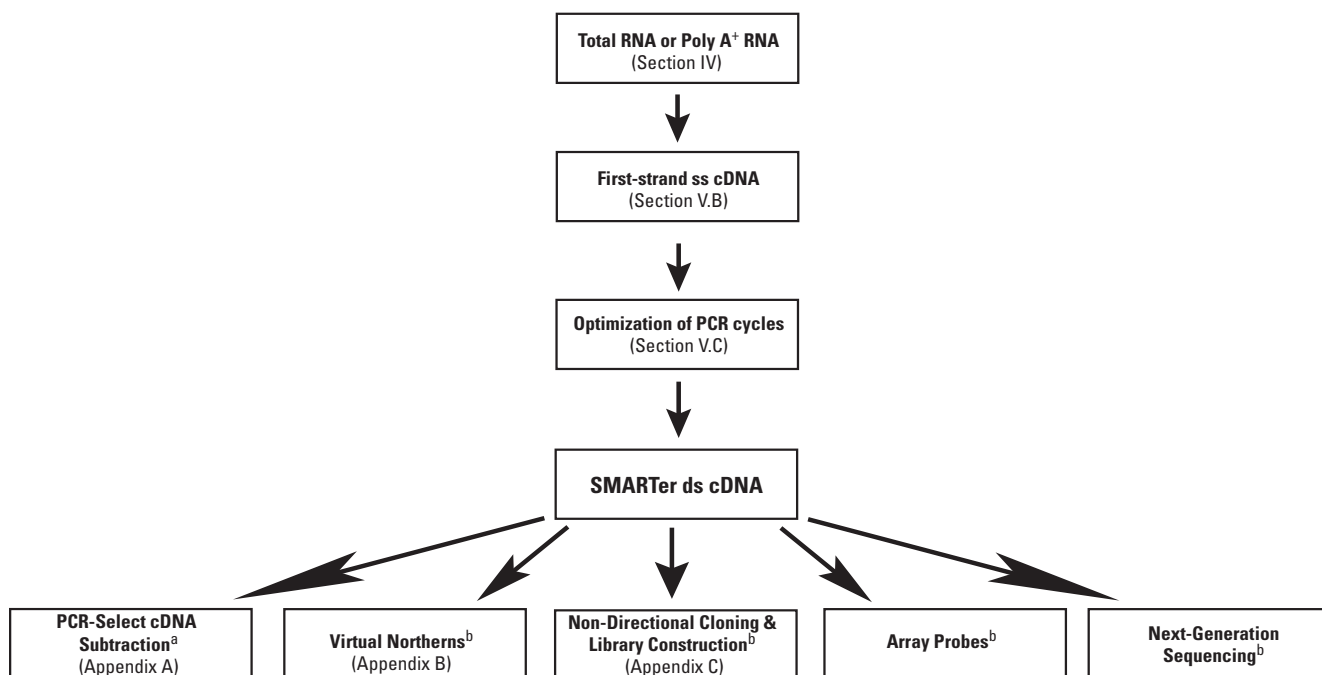 Total RNA or Poly A⁺ RNA
(Section IV)
First-strand ss cDNA
(Section V.B)
Optimization of PCR cycles
(Section V.C)
SMARTer ds cDNA
PCR-Select cDNA
Subtractionᵃ
(Appendix A)
Virtual Northernsᵇ
(Appendix B)
Non-Directional Cloning &
Library Constructionᵇ
(Appendix C)
Array Probesᵇ
Next-Generation
Sequencingᵇ